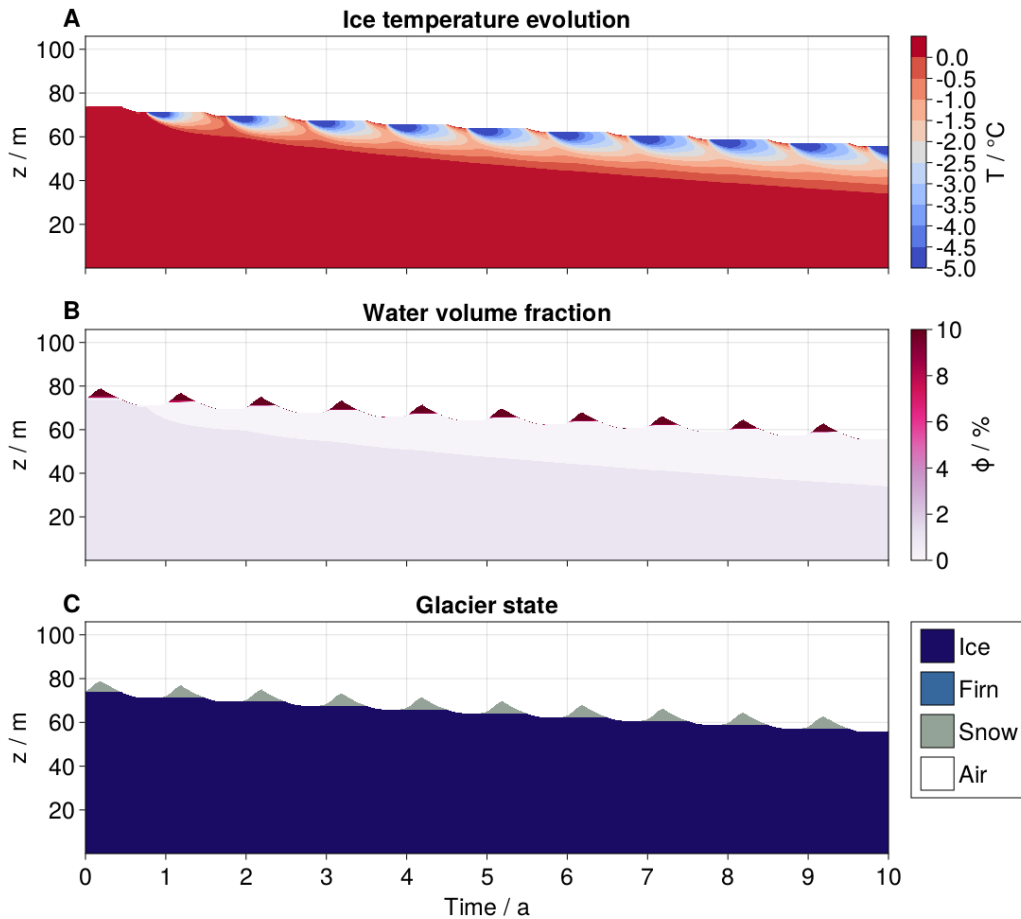 A
Ice temperature evolution
100
80
60
40
20
z / m
0.0
-0.5
-1.0
-1.5
-2.0
-2.5
-3.0
-3.5
-4.0
-4.5
-5.0
T / °C
B
Water volume fraction
100
80
60
40
20
z / m
10
8
6
4
2
0
ϕ / %
C
Glacier state
100
80
60
40
20
z / m
0 1 2 3 4 5 6 7 8 9 10
Time / a
Ice
Firn
Snow
Air